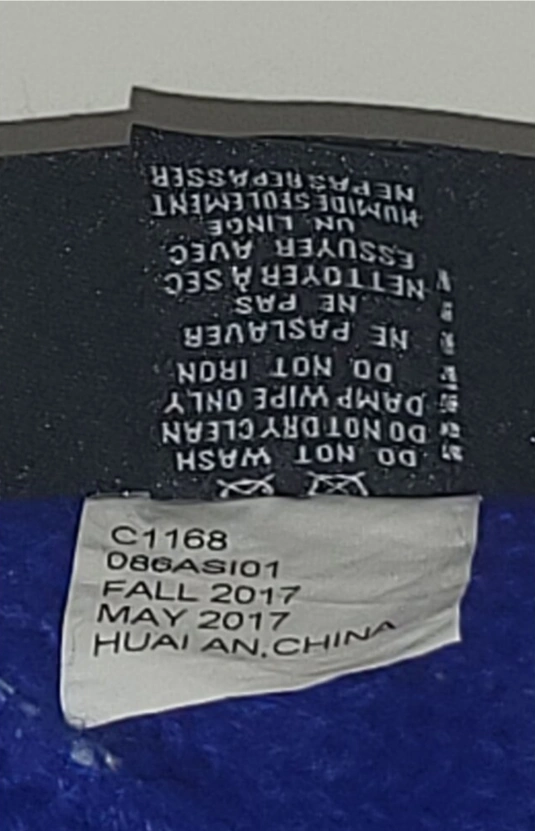 DO NOT WASH
DO NOT DRY CLEAN
DAMP WIPE ONLY
DO NOT IRON
NE PAS LAVER
NE PAS
NETTOYER À SEC
ESSUYER AVEC
UN LINGE
HUMIDE SEULEMENT
NE PAS REPASSER
C1168
086ASI01
FALL 2017
MAY 2017
HUAI AN,CHINA